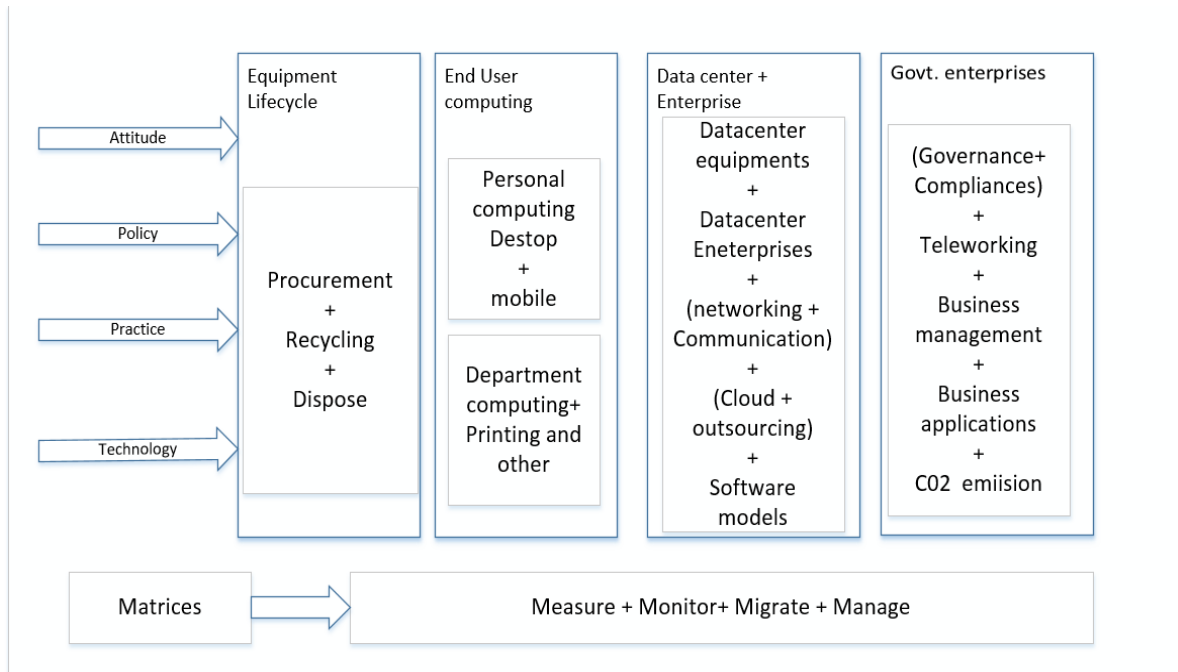 Attitude
Policy
Practice
Technology
Equipment
Lifecycle
Procurement
+
Recycling
+
Dispose
End User
computing
Personal
computing
Destop
+
mobile
Department
computing+
Printing and
other
Data center +
Enterprise
Datacenter
equipments
+
Datacenter
Eneterprises
+
(networking +
Communication)
+
(Cloud +
outsourcing)
+
Software
models
Govt. enterprises
(Governance+
Compliances)
+
Teleworking
+
Business
management
+
Business
applications
+
C02 emiision
Matrices
Measure + Monitor+ Migrate + Manage